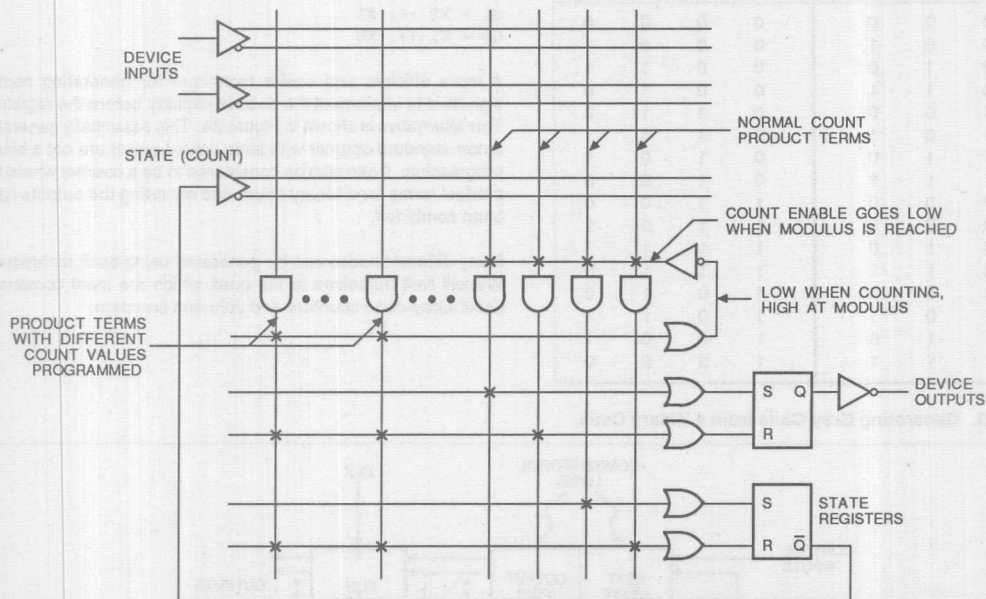 DEVICE
INPUTS
STATE (COUNT)
NORMAL COUNT
PRODUCT TERMS
COUNT ENABLE GOES LOW
WHEN MODULUS IS REACHED
LOW WHEN COUNTING,
HIGH AT MODULUS
PRODUCT TERMS
WITH DIFFERENT
COUNT VALUES
PROGRAMMED
S Q
R
DEVICE
OUTPUTS
S
R Q̅
STATE
REGISTERS